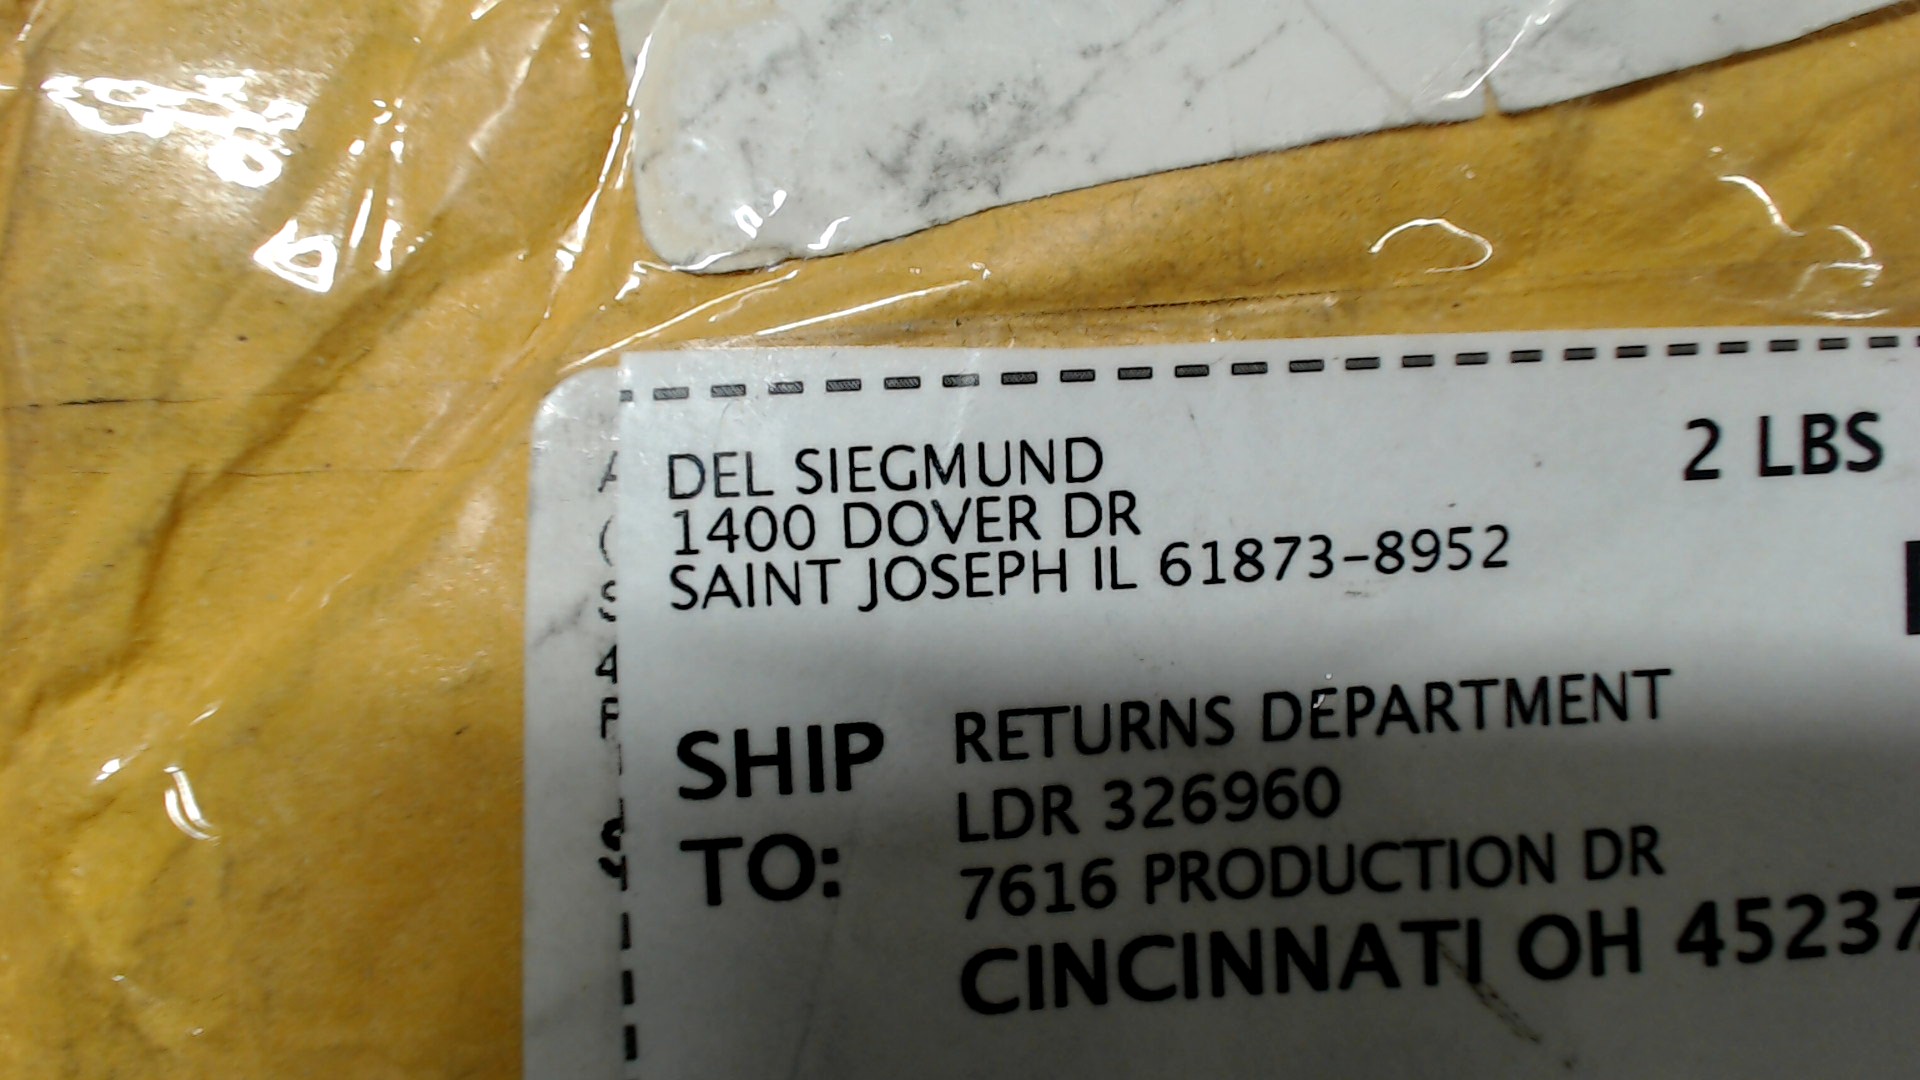 DEL SIEGMUND
1400 DOVER DR
SAINT JOSEPH IL 61873-8952
2 LBS
SHIP TO:
RETURNS DEPARTMENT
LDR 326960
7616 PRODUCTION DR
CINCINNATI OH 45237